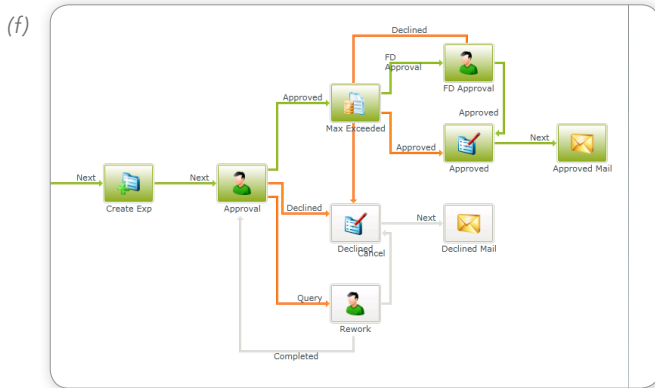 (f)
Declined
FD
Approval
FD Approval
Approved
Max Exceeded
Approved
Approved
Next
Approved
Approved Mail
Next
Next
Create Exp
Approval
Declined
Next
Declined
Cancel
Declined Mail
Query
Rework
Completed